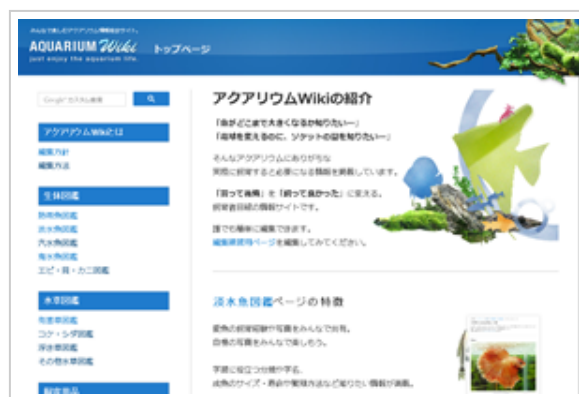 みんなで楽しむアクアリウム情報総合サイト。
AQUARIUM Wiki トップページ
just enjoy the aquarium life.
Google カスタム検索
アクアリウムWikiとは
編集方針
編集方法
生体図鑑
熱帯魚図鑑
淡水魚図鑑
汽水魚図鑑
海水魚図鑑
エビ・貝・カニ図鑑
水草図鑑
有茎草図鑑
コケ・シダ図鑑
浮水草図鑑
その他水草図鑑
アクアリウムWikiの紹介
「魚がどこまで大きくなるか知りたい…」
「電球を変えるのに、ソケットの型を知りたい…」
そんなアクアリウムにありがちな
実際に飼育すると必要になる情報を掲載しています。
「買って後悔」を「飼って良かった」に変える。
飼育者目線の情報サイトです。
誰でも簡単に編集できます。
編集練習用ページを編集してみてください。
淡水魚図鑑ページの特徴
愛魚の飼育経験や写真をみんなで共有。
自慢の写真をみんなで楽しもう。
学習に役立つ分類や学名、
成魚のサイズ・寿命や繁殖方法など知りたい情報が満載。